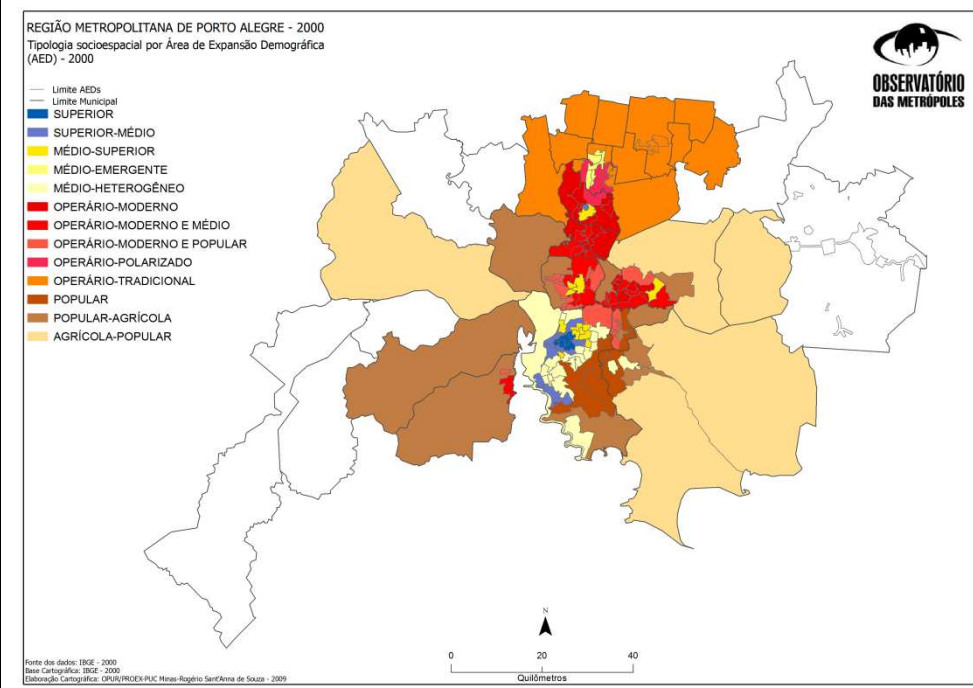 REGIÃO METROPOLITANA DE PORTO ALEGRE - 2000
Tipologia socioespacial por Área de Expansão Demográfica
(AED) - 2000
Limite AEDs
Limite Municipal
SUPERIOR
SUPERIOR-MÉDIO
MÉDIO-SUPERIOR
MÉDIO-EMERGENTE
MÉDIO-HETEROGÊNEO
OPERÁRIO-MODERNO
OPERÁRIO-MODERNO E MÉDIO
OPERÁRIO-MODERNO E POPULAR
OPERÁRIO-POLARIZADO
OPERÁRIO-TRADICIONAL
POPULAR
POPULAR-AGRÍCOLA
AGRÍCOLA-POPULAR
OBSERVATÓRIO
DAS METRÓPOLES
N
0 20 40
Quilômetros
Fonte dos dados: IBGE - 2000
Base Cartográfica: IBGE - 2000
Elaboração Cartográfica: OPUR/PROEX-PUC Minas-Rogério Sant'Anna de Souza - 2009